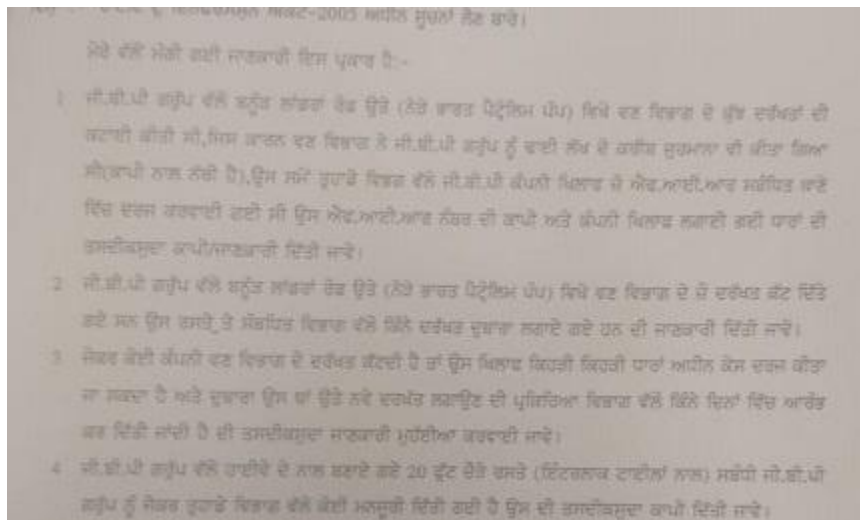 ਐਕਟ-2005 ਅਧੀਨ ਸੂਚਨਾਂ ਲੈਣ ਬਾਰੇ।
ਮੇਰੇ ਵੱਲੋਂ ਮੰਗੀ ਗਈ ਜਾਣਕਾਰੀ ਇਸ ਪ੍ਰਕਾਰ ਹੈ:-
1 ਜੀ.ਬੀ.ਪੀ ਗਰੁੱਪ ਵੱਲੋਂ ਬਨੂੰੜ ਲਾਂਡਰਾਂ ਰੋਡ ਉਤੇ (ਨੇੜੇ ਭਾਰਤ ਪੈਟ੍ਰੋਲਿਮ ਪੰਪ) ਵਿਖੇ ਵਣ ਵਿਭਾਗ ਦੇ ਕੁੱਝ ਦਰੱਖਤਾਂ ਦੀ
ਕਟਾਈ ਕੀਤੀ ਸੀ,ਜਿਸ ਕਾਰਨ ਵਣ ਵਿਭਾਗ ਨੇ ਜੀ.ਬੀ.ਪੀ ਗਰੁੱਪ ਨੂੰ ਢਾਈ ਲੱਖ ਦੇ ਕਰੀਬ ਜੁਰਮਾਨਾ ਵੀ ਕੀਤਾ ਗਿਆ
ਸੀ(ਕਾਪੀ ਨਾਲ ਨੱਥੀ ਹੈ),ਉਸ ਸਮੇਂ ਤੁਹਾਡੇ ਵਿਭਾਗ ਵੱਲੋਂ ਜੀ.ਬੀ.ਪੀ ਕੰਪਨੀ ਖਿਲਾਫ ਜੋ ਐਫ.ਆਈ.ਆਰ ਸਬੰਧਿਤ ਥਾਣੇ
ਵਿੱਚ ਦਰਜ ਕਰਵਾਈ ਗਈ ਸੀ ਉਸ ਐਫ.ਆਈ.ਆਰ ਨੰਬਰ ਦੀ ਕਾਪੀ ਅਤੇ ਕੰਪਨੀ ਖਿਲਾਫ ਲਗਾਈ ਗਈ ਧਾਰਾਂ ਦੀ
ਤਸਦੀਕਸੁਦਾ ਕਾਪੀ/ਜਾਣਕਾਰੀ ਦਿੱਤੀ ਜਾਵੇ।
2 ਜੀ.ਬੀ.ਪੀ ਗਰੁੱਪ ਵੱਲੋਂ ਬਨੂੰੜ ਲਾਂਡਰਾਂ ਰੋਡ ਉਤੇ (ਨੇੜੇ ਭਾਰਤ ਪੈਟ੍ਰੋਲਿਮ ਪੰਪ) ਵਿਖੇ ਵਣ ਵਿਭਾਗ ਦੇ ਜੋ ਦਰੱਖਤ ਕੱਟ ਦਿੱਤੇ
ਗਏ ਸਨ ਉਸ ਰਸਤੇ ਤੇ ਸੰਬਧਿਤ ਵਿਭਾਗ ਵੱਲੋਂ ਕਿੰਨੇ ਦਰੱਖਤ ਦੁਬਾਰਾ ਲਗਾਏ ਗਏ ਹਨ ਦੀ ਜਾਣਕਾਰੀ ਦਿੱਤੀ ਜਾਵੇ।
3 ਜੇਕਰ ਕੋਈ ਕੰਪਨੀ ਵਣ ਵਿਭਾਗ ਦੇ ਦਰੱਖਤ ਕੱਟਦੀ ਹੈ ਤਾਂ ਉਸ ਖਿਲਾਫ ਕਿਹੜੀ ਕਿਹੜੀ ਧਾਰਾਂ ਅਧੀਨ ਕੇਸ ਦਰਜ ਕੀਤਾ
ਜਾ ਸਕਦਾ ਹੈ ਅਤੇ ਦੁਬਾਰਾ ਉਸ ਥਾਂ ਉਤੇ ਨਵੇ ਦਰਖੱਤ ਲਗਾਉਣ ਦੀ ਪ੍ਰਕਿਰਿਆ ਵਿਭਾਗ ਵੱਲੋਂ ਕਿੰਨੇ ਦਿਨਾਂ ਵਿੱਚ ਆਰੰਭ
ਕਰ ਦਿੱਤੀ ਜਾਂਦੀ ਹੈ ਦੀ ਤਸਦੀਕਸੁਦਾ ਜਾਣਕਾਰੀ ਮੁਹੱਈਆ ਕਰਵਾਈ ਜਾਵੇ।
4 ਜੀ.ਬੀ.ਪੀ ਗਰੁੱਪ ਵੱਲੋਂ ਹਾਈਵੇ ਦੇ ਨਾਲ ਬਣਾਏ ਗਏ 20 ਫੁੱਟ ਚੌੜੇ ਰਸਤੇ (ਇੰਟਰਲਾਕ ਟਾਈਲਾਂ ਨਾਲ) ਸਬੰਧੀ ਜੀ.ਬੀ.ਪੀ
ਗਰੁੱਪ ਨੂੰ ਜੇਕਰ ਤੁਹਾਡੇ ਵਿਭਾਗ ਵੱਲੋਂ ਕੋਈ ਮਨਜੂਰੀ ਦਿੱਤੀ ਗਈ ਹੈ ਉਸ ਦੀ ਤਸਦੀਕਸੁਦਾ ਕਾਪੀ ਦਿੱਤੀ ਜਾਵੇ।